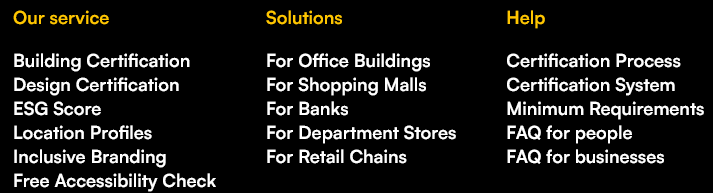 Our service
Building Certification
Design Certification
ESG Score
Location Profiles
Inclusive Branding
Free Accessibility Check
Solutions
For Office Buildings
For Shopping Malls
For Banks
For Department Stores
For Retail Chains
Help
Certification Process
Certification System
Minimum Requirements
FAQ for people
FAQ for businesses